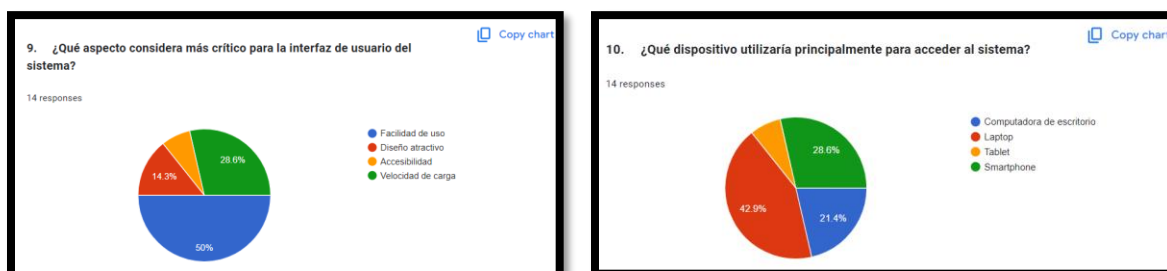 9. ¿Qué aspecto considera más crítico para la interfaz de usuario del
sistema?
Copy chart
14 responses
28.6%
14.3%
50%
Facilidad de uso
Diseño atractivo
Accesibilidad
Velocidad de carga
10. ¿Qué dispositivo utilizaría principalmente para acceder al sistema?
Copy chart
14 responses
28.6%
42.9%
21.4%
Computadora de escritorio
Laptop
Tablet
Smartphone